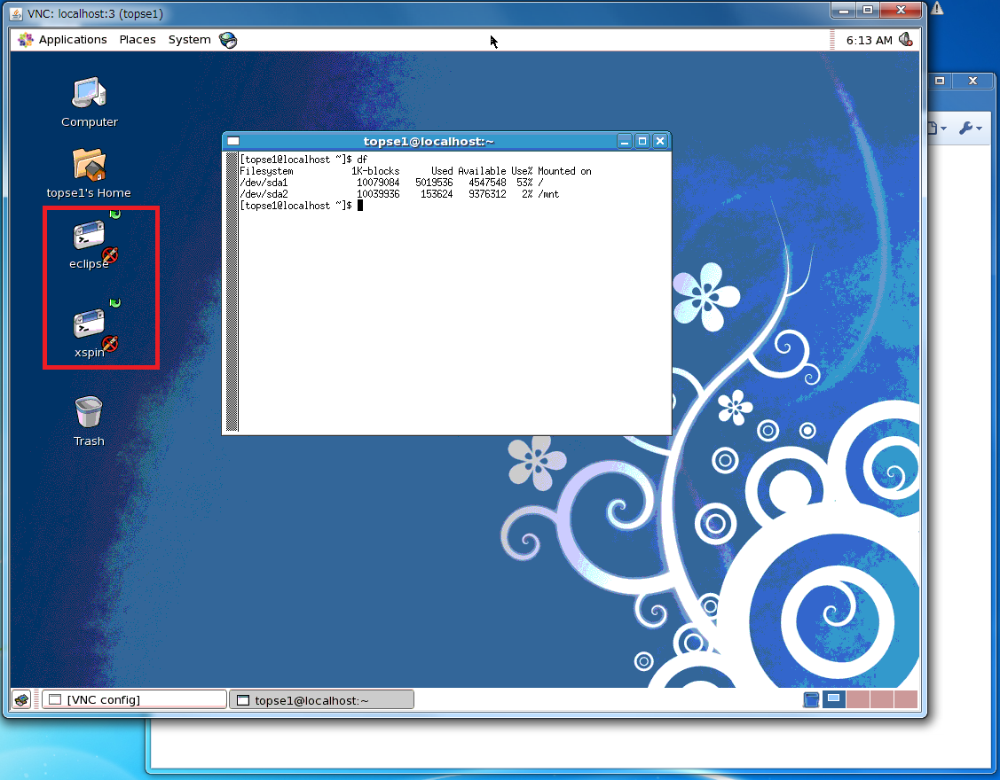 VNC: localhost:3 (topse1)
Applications Places System 6:13 AM
Computer
topse1's Home
eclipse
xspin
Trash
topse1@localhost:~
[topse1@localhost ~]$ df
Filesystem 1K-blocks Used Available Use% Mounted on
/dev/sda1 10079084 5019536 4547548 53% /
/dev/sda2 10039936 153624 9376312 2% /mnt
[topse1@localhost ~]$
[VNC config] topse1@localhost:~